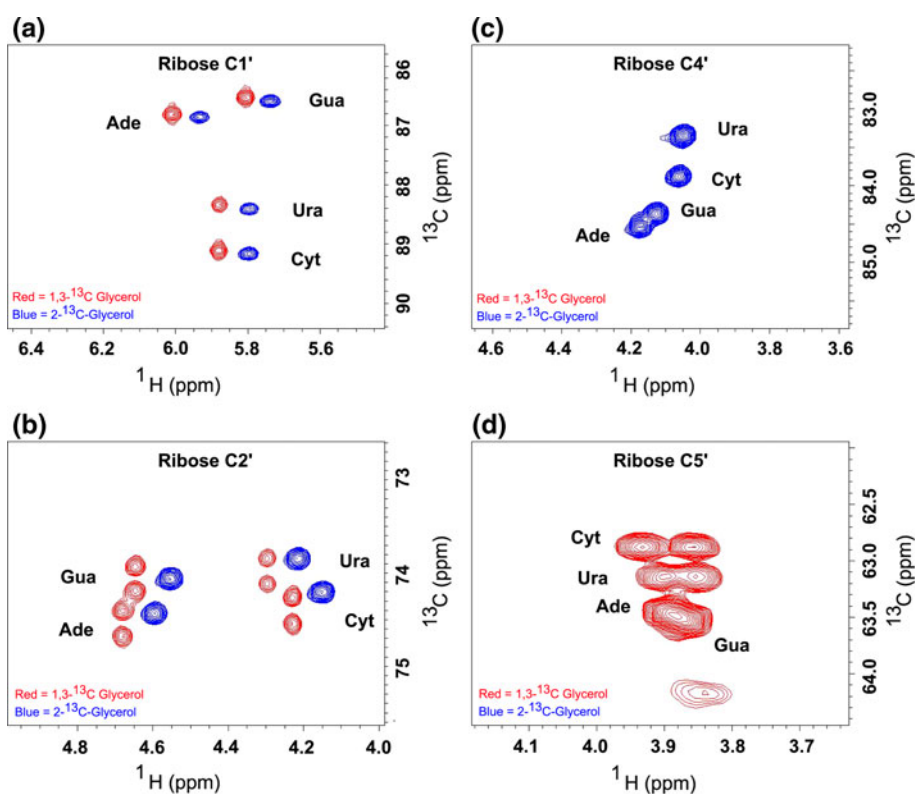 (a)
Ribose C1'
Ade
Gua
Ura
Cyt
Red = 1,3-¹³C Glycerol
Blue = 2-¹³C-Glycerol
86
87
88
89
90
¹³C (ppm)
6.4 6.2 6.0 5.8 5.6
¹H (ppm)
(c)
Ribose C4'
Ura
Cyt
Gua
Ade
Red = 1,3-¹³C Glycerol
Blue = 2-¹³C-Glycerol
83.0
84.0
85.0
¹³C (ppm)
4.6 4.4 4.2 4.0 3.8 3.6
¹H (ppm)
(b)
Ribose C2'
Gua
Ade
Ura
Cyt
Red = 1,3-¹³C Glycerol
Blue = 2-¹³C-Glycerol
73
74
75
¹³C (ppm)
4.8 4.6 4.4 4.2 4.0
¹H (ppm)
(d)
Ribose C5'
Cyt
Ura
Ade
Gua
Red = 1,3-¹³C Glycerol
Blue = 2-¹³C-Glycerol
62.5
63.0
63.5
64.0
¹³C (ppm)
4.1 4.0 3.9 3.8 3.7
¹H (ppm)